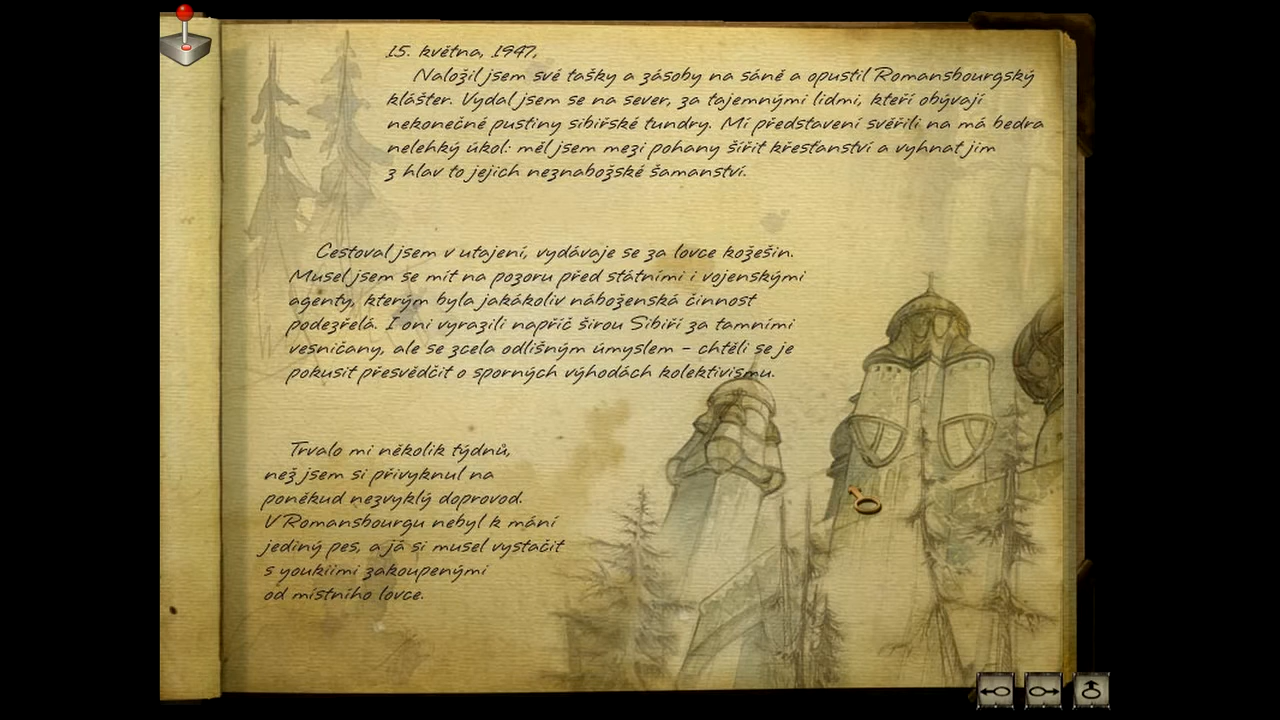 15. května, 1947.
Naložil jsem své tašky a zásoby na sáně a opustil Romansbourgský
klášter. Vydal jsem se na sever, za tajemnými lidmi, kteří obývají
nekonečné pustiny sibiřské tundry. Mí představení svěřili na má bedra
nelehký úkol: měl jsem mezi pohany šířit křesťanství a vyhnat jim
z hlav to jejich neznabožské šamanství.
Cestoval jsem v utajení, vydávaje se za lovce kožešin.
Musel jsem se mít na pozoru před státními i vojenskými
agenty, kterým byla jakákoliv náboženská činnost
podezřelá. I oni vyrazili napříč širou Sibiří za tamními
vesničany, ale se zcela odlišným úmyslem – chtěli se je
pokusit přesvědčit o sporných výhodách kolektivismu.
Trvalo mi několik týdnů,
než jsem si přivyknul na
poněkud nezvyklý doprovod.
V Romansbourgu nebyl k mání
jediný pes, a já si musel vystačit
s youkiimi zakoupenými
od místního lovce.